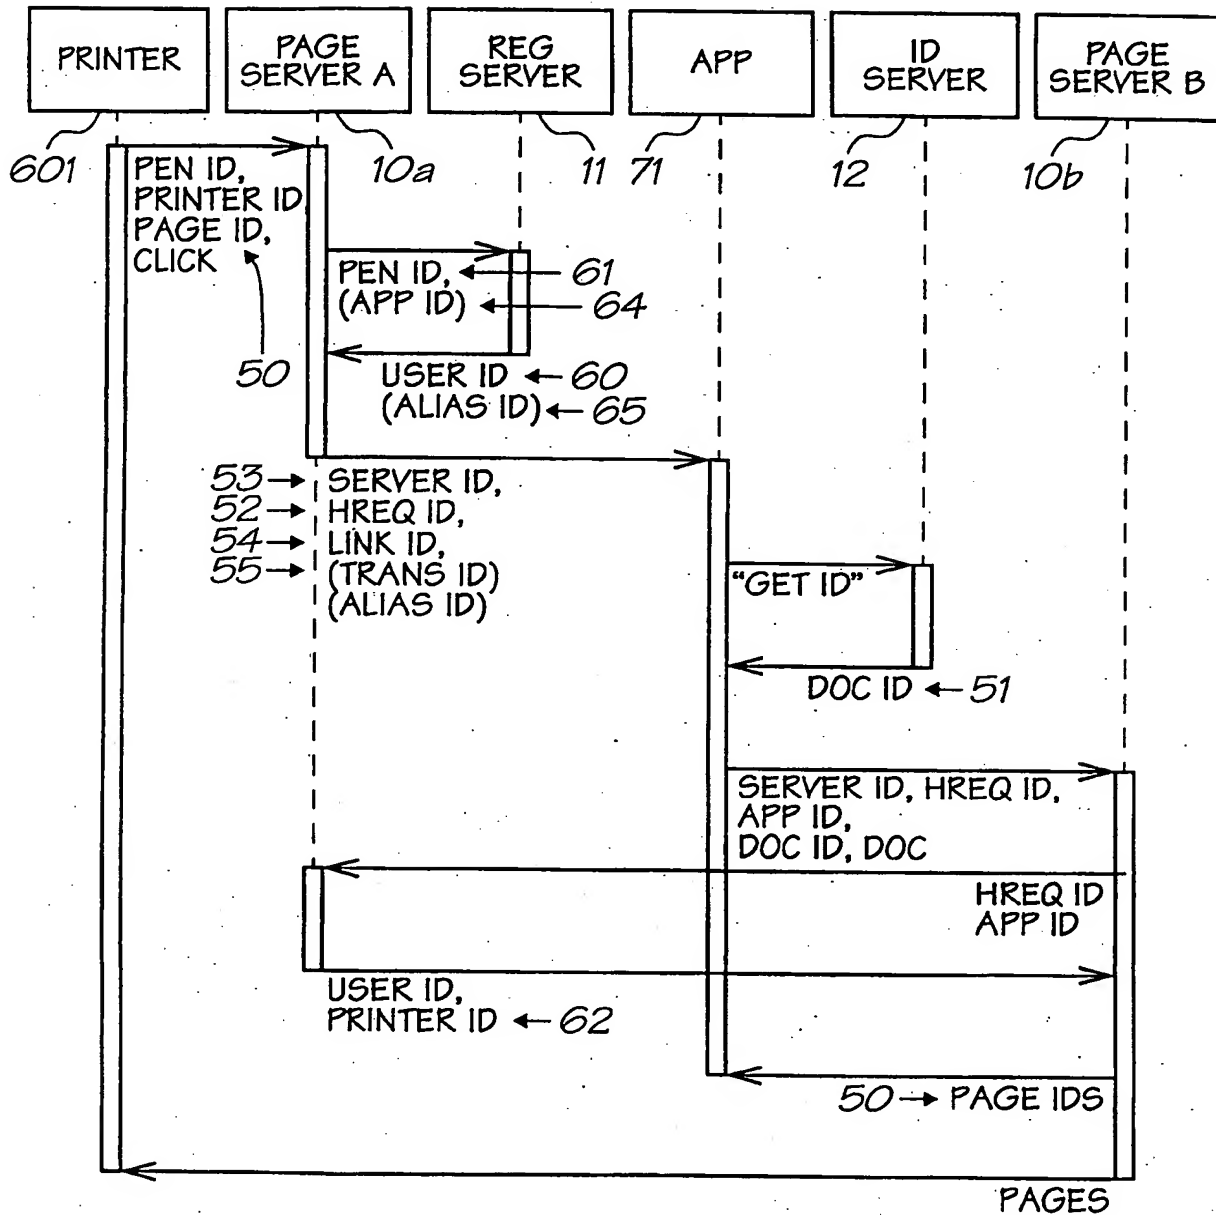 PRINTER
PAGE
SERVER A
REG
SERVER
APP
ID
SERVER
PAGE
SERVER B
601
10a
11
71
12
10b
PEN ID,
PRINTER ID
PAGE ID,
CLICK
50
PEN ID, 61
(APP ID) 64
USER ID 60
(ALIAS ID) 65
53 SERVER ID,
52 HREQ ID,
54 LINK ID,
55 (TRANS ID)
(ALIAS ID)
"GET ID"
DOC ID 51
SERVER ID, HREQ ID,
APP ID,
DOC ID, DOC
HREQ ID
APP ID
USER ID,
PRINTER ID 62
50 PAGE IDS
PAGES